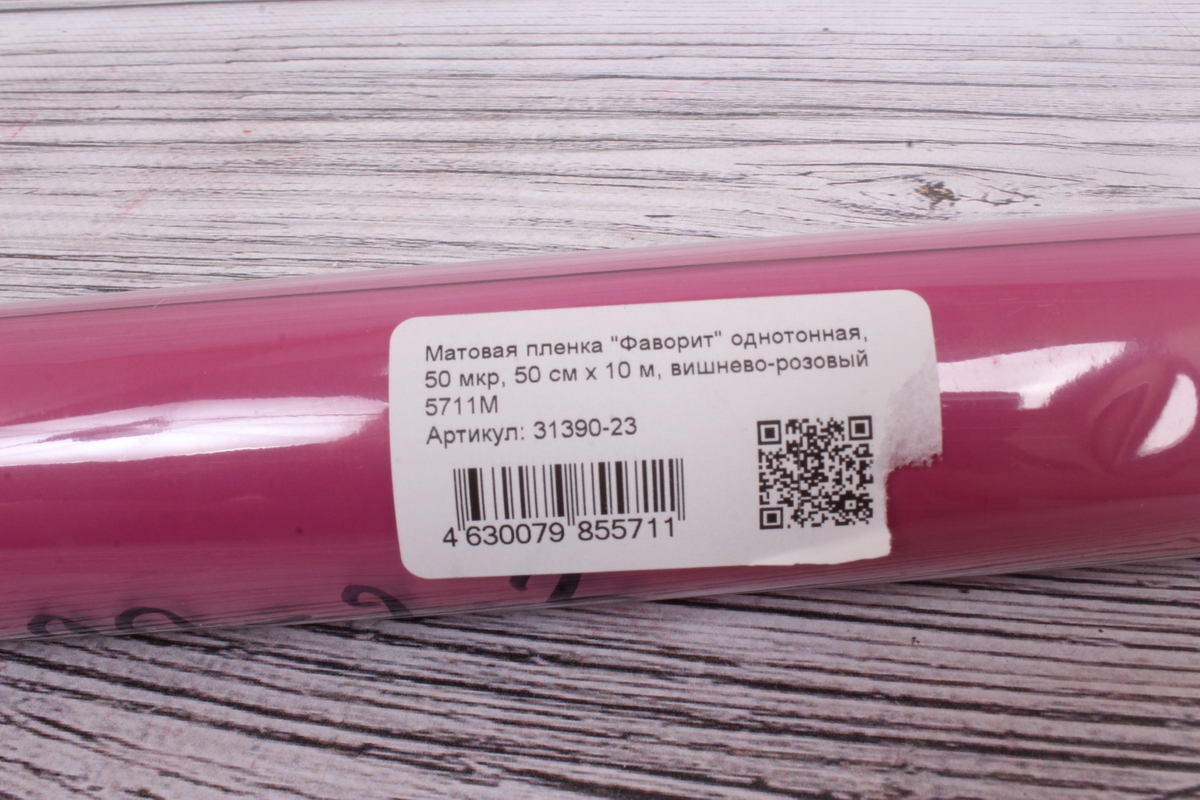 Матовая пленка "Фаворит" однотонная,
50 мкр, 50 см х 10 м, вишнево-розовый
5711М
Артикул: 31390-23
4 630079 855711